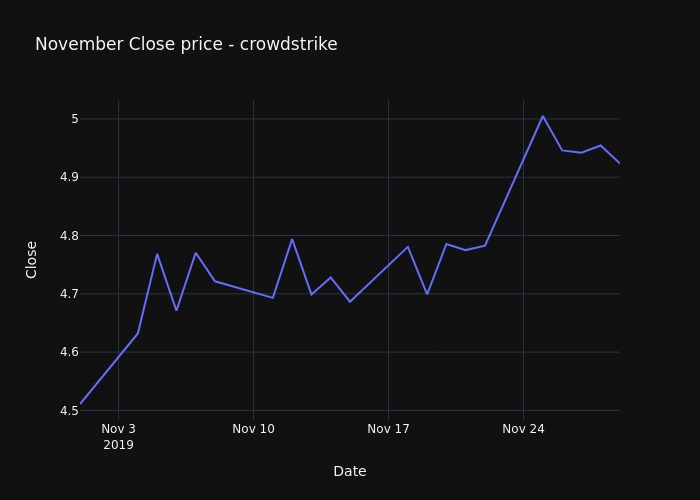 November Close price - crowdstrike
Close
5
4.9
4.8
4.7
4.6
4.5
Nov 3
2019
Nov 10
Nov 17
Nov 24
Date